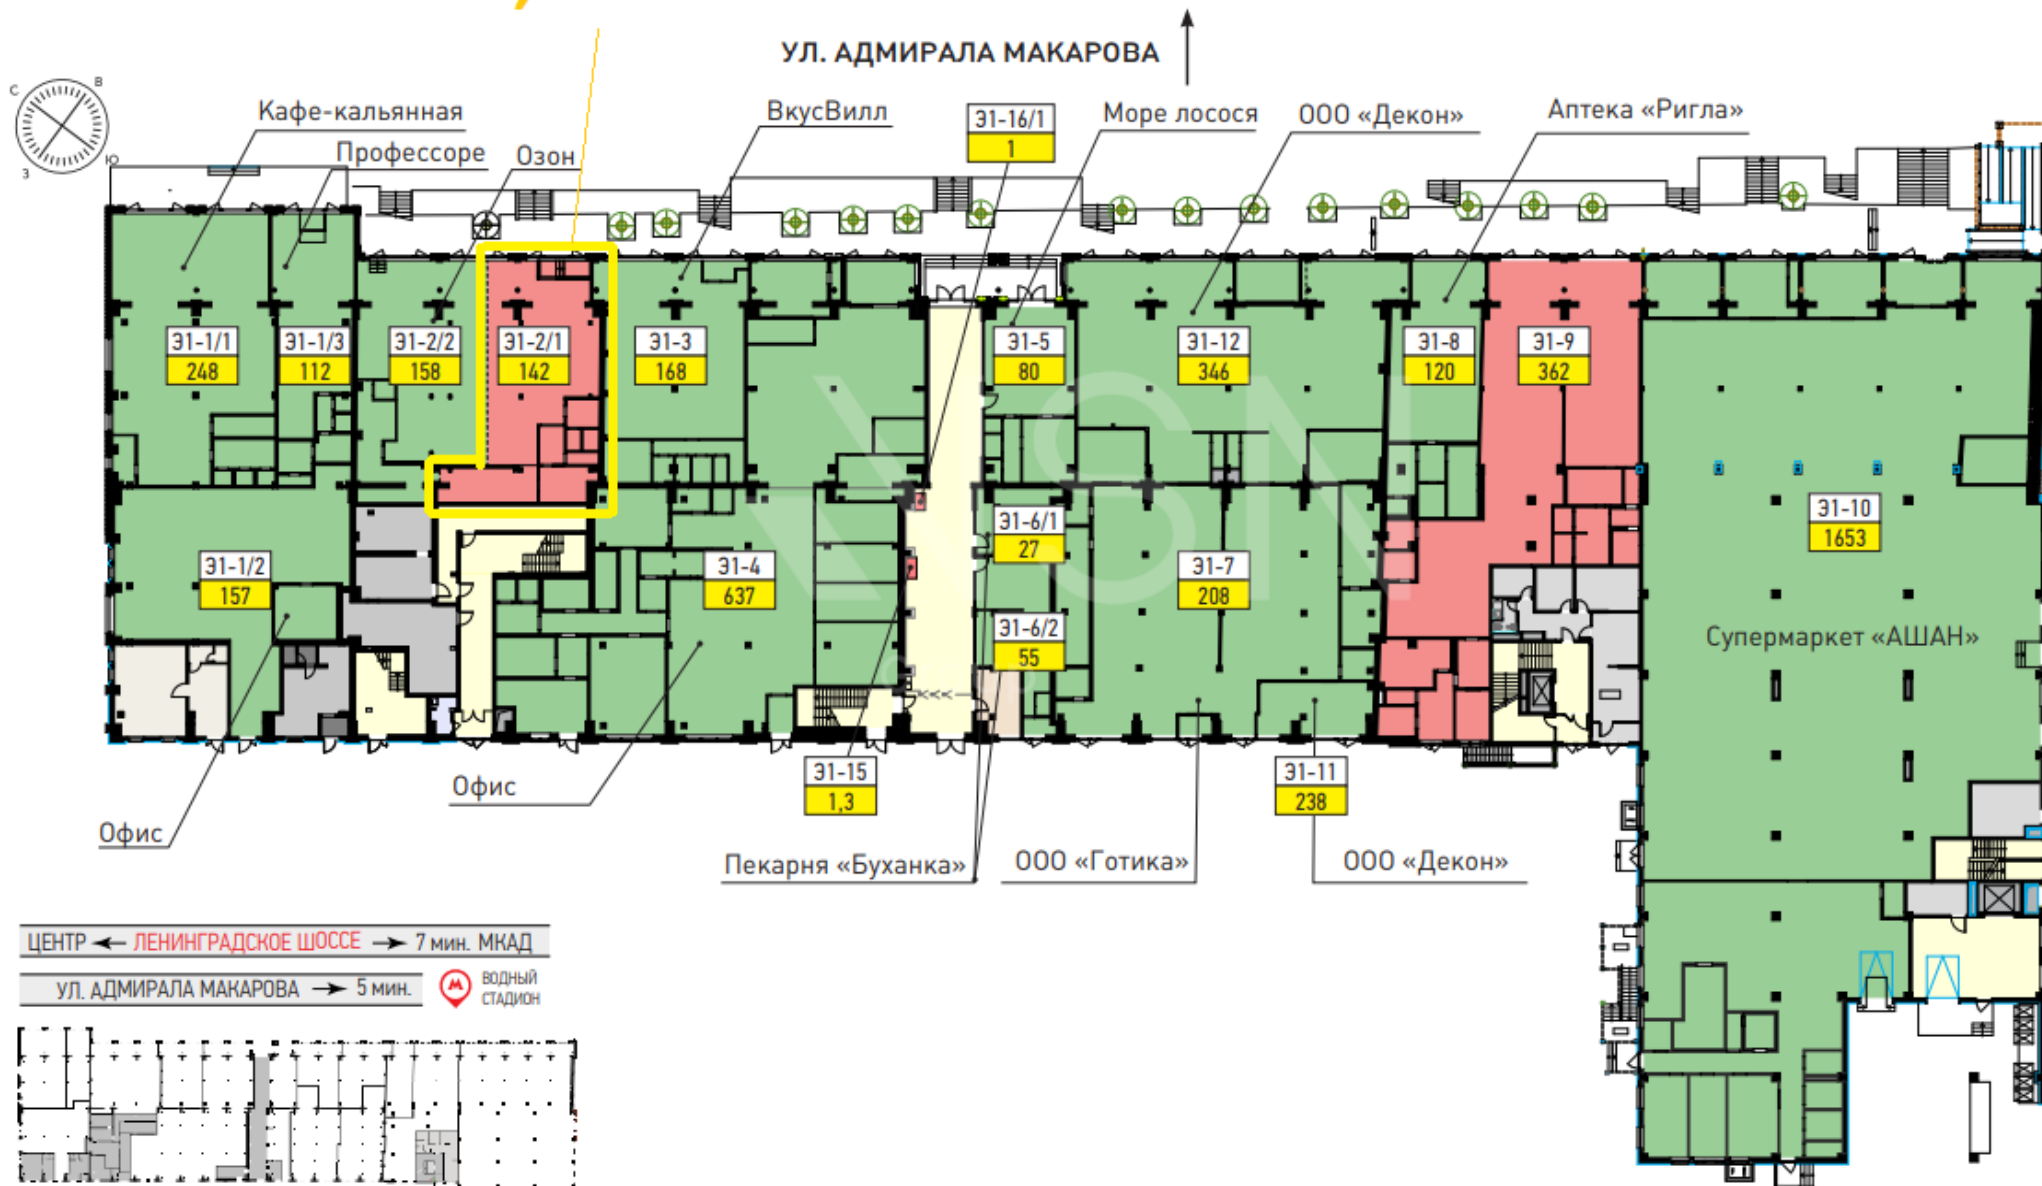 УЛ. АДМИРАЛА МАКАРОВА
С
В
Ю
З
Кафе-кальянная
Профессоре
Озон
ВкусВилл
Э1-16/1
1
Море лосося
ООО «Декон»
Аптека «Ригла»
Э1-1/1
248
Э1-1/3
112
Э1-2/2
158
Э1-2/1
142
Э1-3
168
Э1-5
80
Э1-12
346
Э1-8
120
Э1-9
362
Э1-10
1653
Э1-1/2
157
Э1-4
637
Э1-6/1
27
Э1-7
208
Э1-6/2
55
Супермаркет «АШАН»
Офис
Офис
Э1-15
1,3
Э1-11
238
Пекарня «Буханка»
ООО «Готика»
ООО «Декон»
ЦЕНТР ← ЛЕНИНГРАДСКОЕ ШОССЕ → 7 мин. МКАД
УЛ. АДМИРАЛА МАКАРОВА → 5 мин.
М
ВОДНЫЙ
СТАДИОН